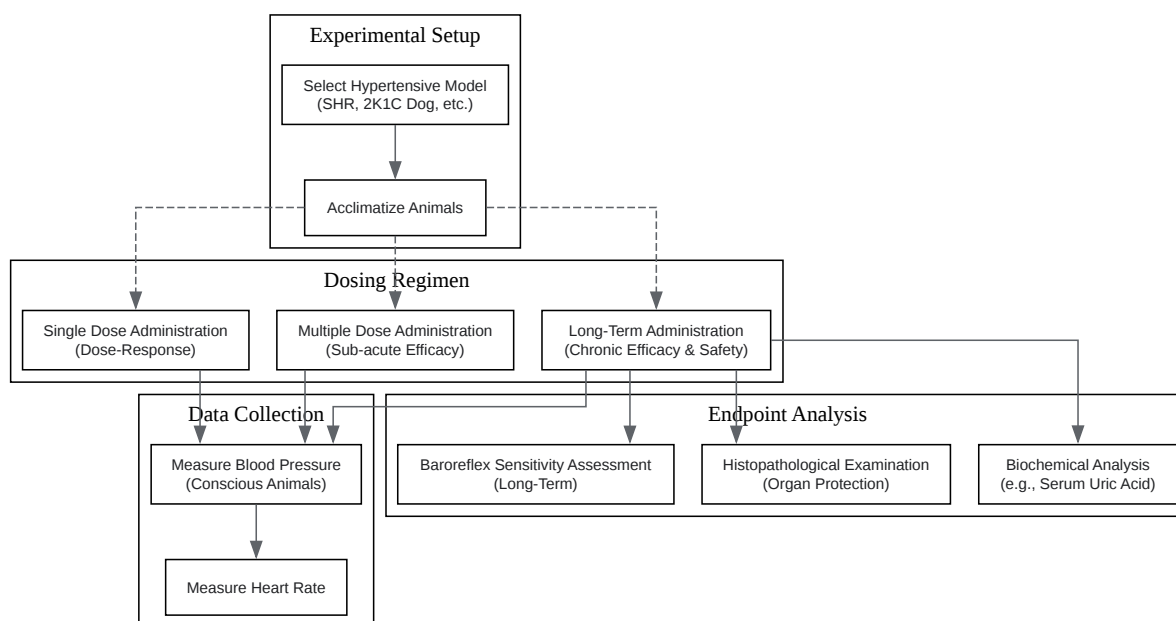 Experimental Setup
Select Hypertensive Model
(SHR, 2K1C Dog, etc.)
Acclimatize Animals
Dosing Regimen
Single Dose Administration
(Dose-Response)
Multiple Dose Administration
(Sub-acute Efficacy)
Long-Term Administration
(Chronic Efficacy & Safety)
Data Collection
Endpoint Analysis
Measure Blood Pressure
(Conscious Animals)
Baroreflex Sensitivity Assessment
(Long-Term)
Histopathological Examination
(Organ Protection)
Biochemical Analysis
(e.g., Serum Uric Acid)
Measure Heart Rate